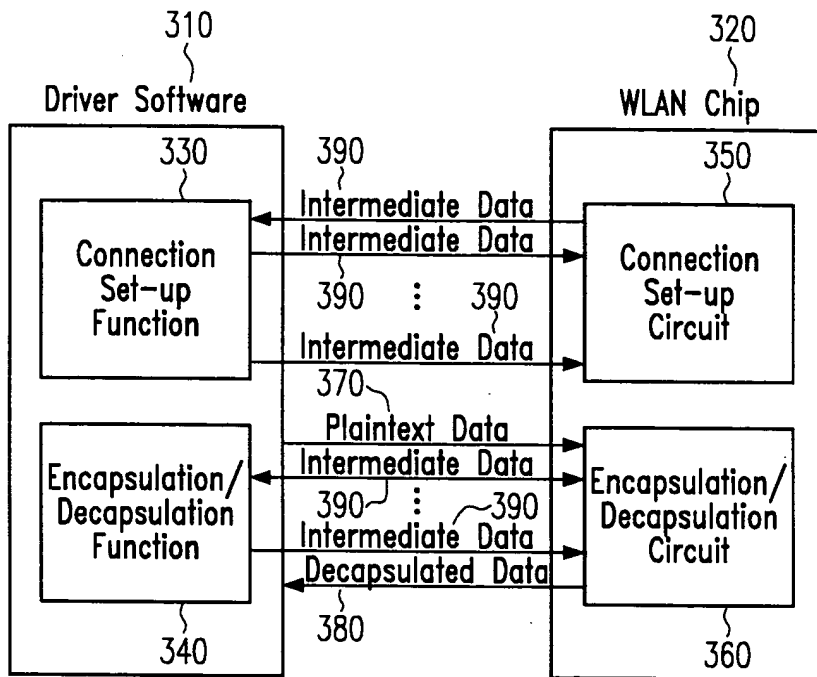 310
320
Driver Software
WLAN Chip
330
390
350
Intermediate Data
Intermediate Data
Connection
Set-up
Function
390
390
Connection
Set-up
Circuit
Intermediate Data
370
Plaintext Data
Intermediate Data
Encapsulation/
Decapsulation
Function
390
390
Encapsulation/
Decapsulation
Circuit
Intermediate Data
Decapsulated Data
340
380
360